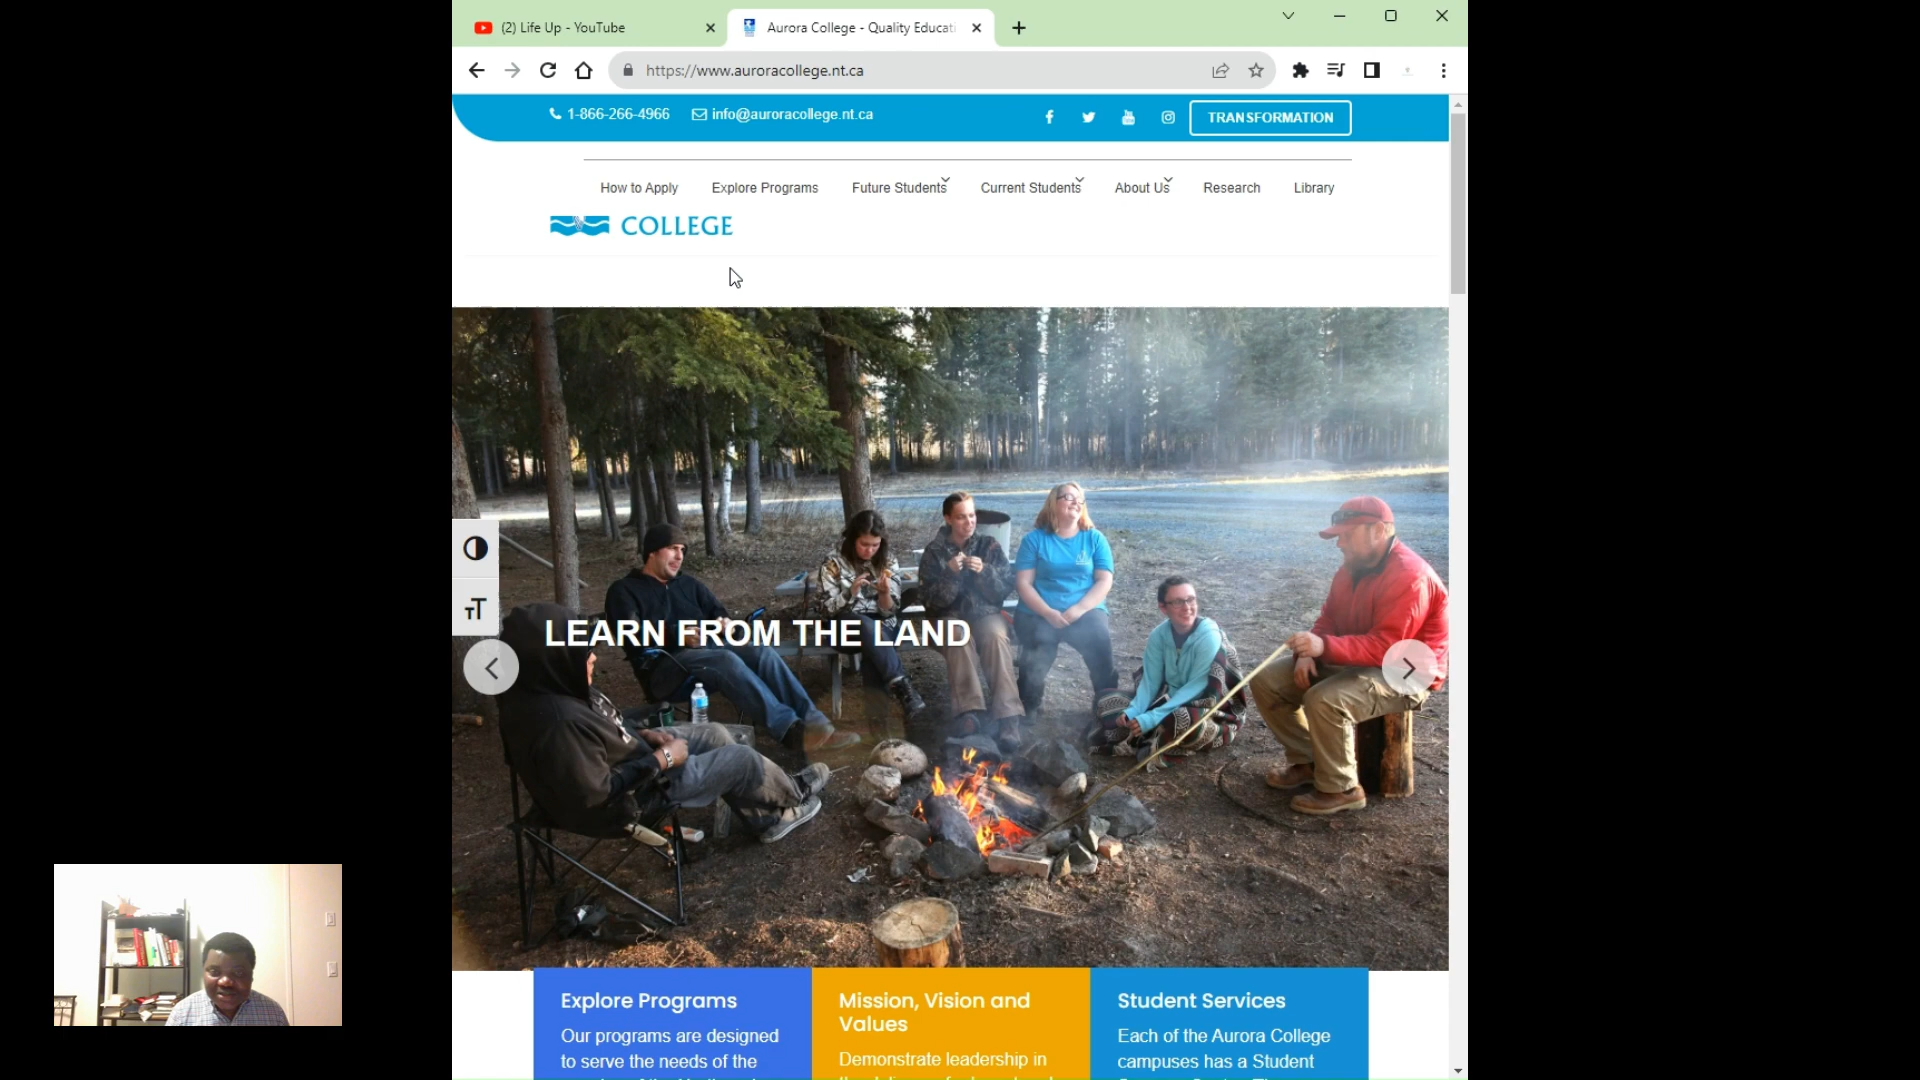 (2) Life Up - YouTube
Aurora College - Quality Educati
https://www.auroracollege.nt.ca
1-866-266-4966 info@auroracollege.nt.ca
TRANSFORMATION
How to Apply Explore Programs Future Students Current Students About Us Research Library
COLLEGE
TT
LEARN FROM THE LAND
Explore Programs
Our programs are designed
to serve the needs of the
Mission, Vision and
Values
Demonstrate leadership in
Student Services
Each of the Aurora College
campuses has a Student